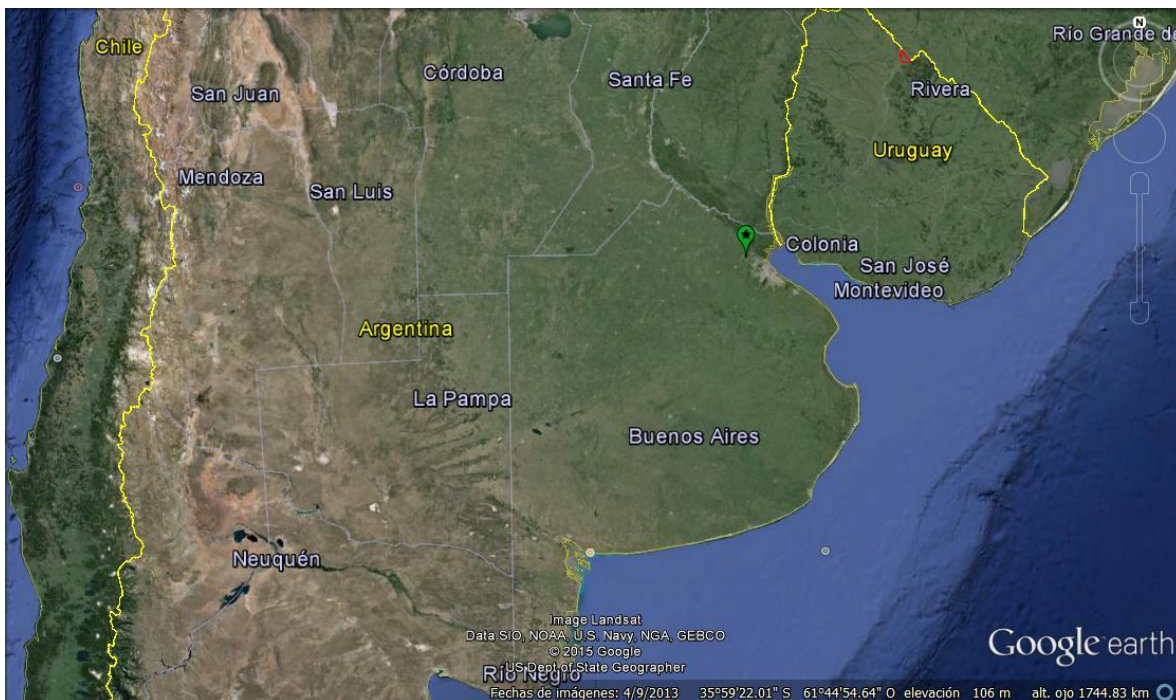 N
Río Grande do
Chile
Córdoba
Santa Fe
San Juan
Rivera
Uruguay
Mendoza
San Luis
Colonia
San José
Montevideo
Argentina
La Pampa
Buenos Aires
Neuquén
Image Landsat
Data SIO, NOAA, U.S. Navy, NGA, GEBCO
© 2015 Google
US Dept of State Geographer
Río Negro
Google earth
Fechas de imágenes: 4/9/2013 35°59'22.01" S 61°44'54.64" O elevación 106 m alt. ojo 1744.83 km